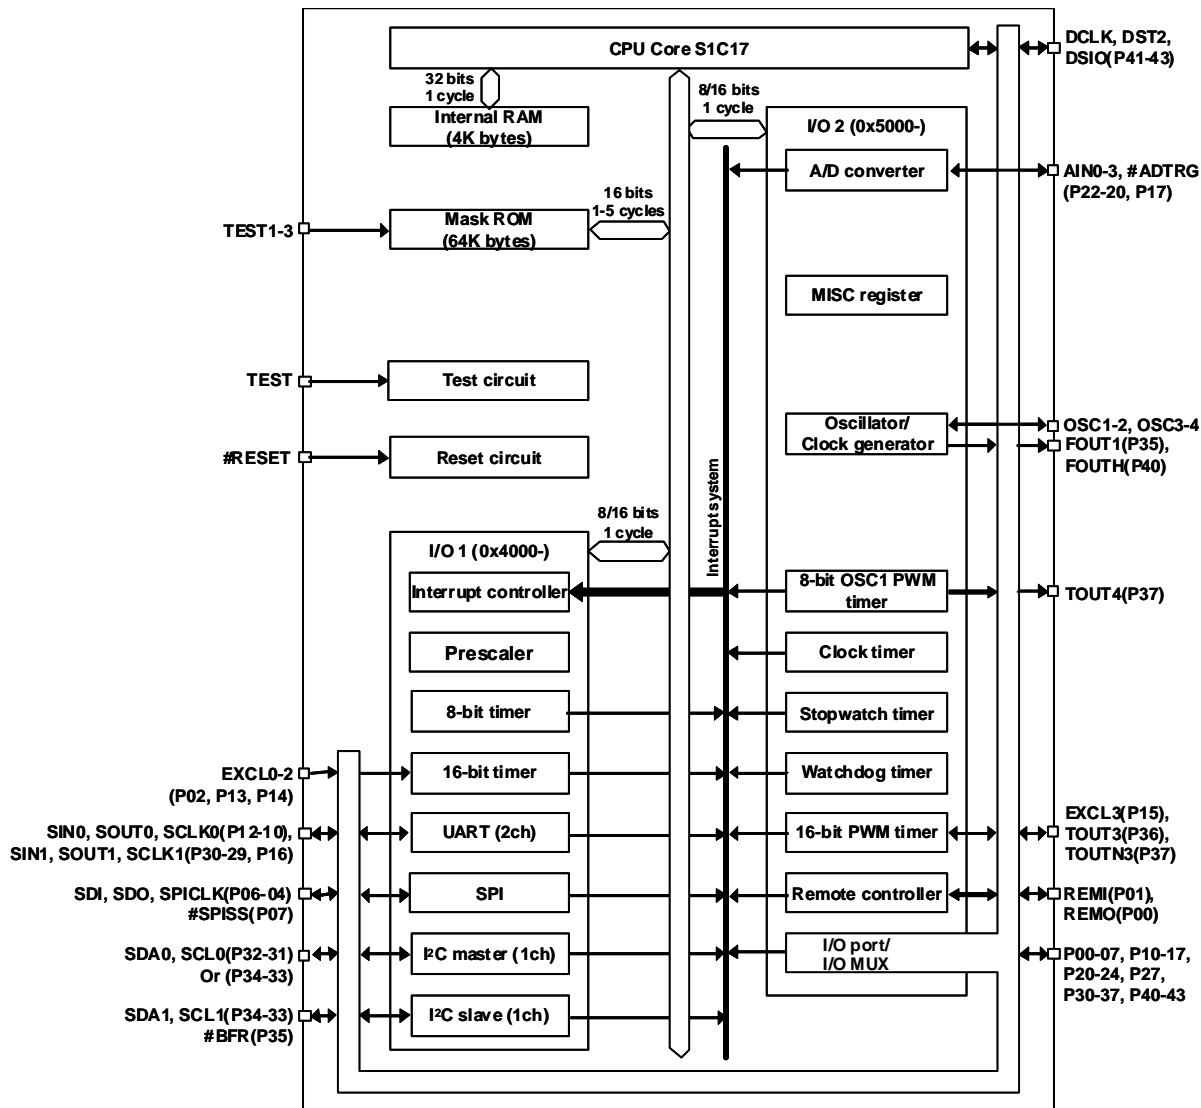 CPU Core S1C17
DCLK, DST2,
DSIO(P41-43)
32 bits
1 cycle
8/16 bits
1 cycle
Internal RAM
(4K bytes)
I/O 2 (0x5000-)
A/D converter
AIN0-3, #ADTRG
(P22-20, P17)
16 bits
1-5 cycles
TEST1-3
Mask ROM
(64K bytes)
MISC register
TEST
Test circuit
Oscillator/
Clock generator
OSC1-2, OSC3-4
FOUT1(P35),
FOUTH(P40)
#RESET
Reset circuit
Interrupt system
8/16 bits
1 cycle
I/O 1 (0x4000-)
Interrupt controller
8-bit OSC1 PWM
timer
TOUT4(P37)
Prescaler
Clock timer
8-bit timer
Stopwatch timer
EXCL0-2
(P02, P13, P14)
16-bit timer
Watchdog timer
SIN0, SOUT0, SCLK0(P12-10),
SIN1, SOUT1, SCLK1(P30-29, P16)
UART (2ch)
16-bit PWM timer
EXCL3(P15),
TOUT3(P36),
TOUTN3(P37)
SDI, SDO, SPICLK(P06-04)
#SPISS(P07)
SPI
Remote controller
REMI(P01),
REMO(P00)
SDA0, SCL0(P32-31)
Or (P34-33)
I²C master (1ch)
I/O port/
I/O MUX
P00-07, P10-17,
P20-24, P27,
P30-37, P40-43
SDA1, SCL1(P34-33)
#BFR(P35)
I²C slave (1ch)